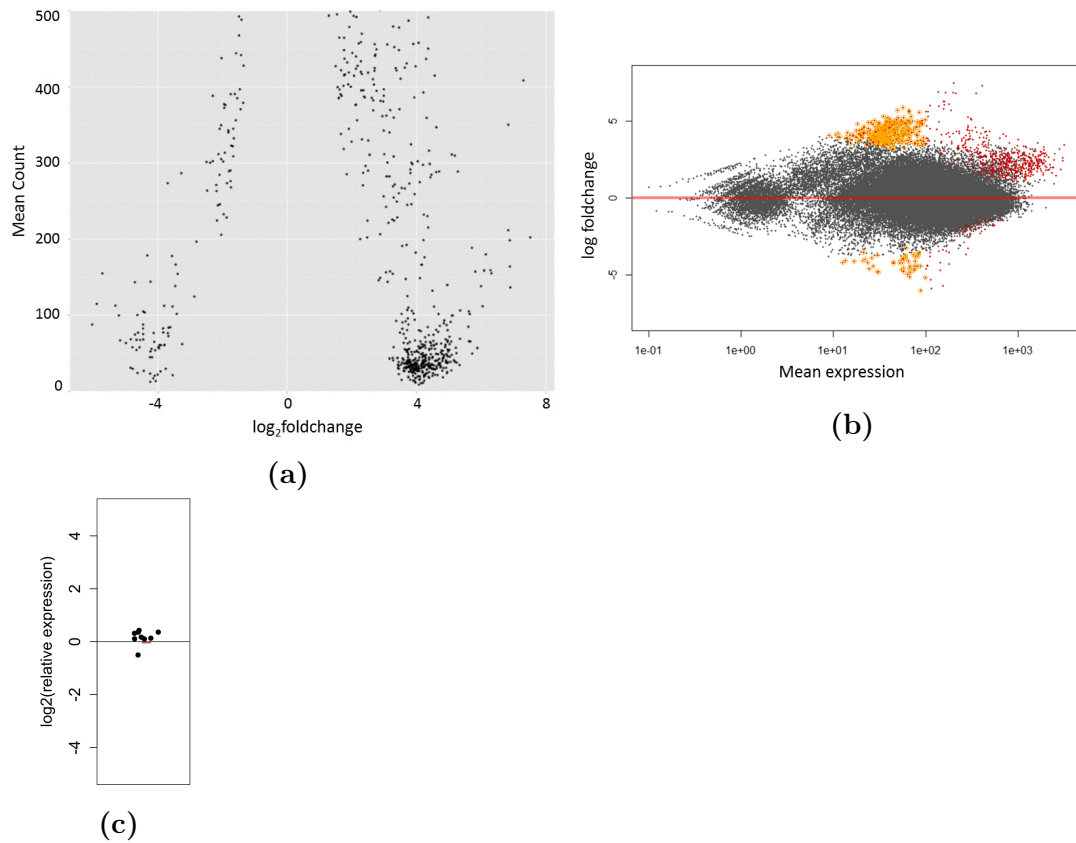 500
400
300
200
100
0
Mean Count
-4
0
4
8
log2foldchange
(a)
5
0
-5
log foldchange
1e-01
1e+00
1e+01
1e+02
1e+03
Mean expression
(b)
4
2
0
-2
-4
log2(relative expression)
(c)